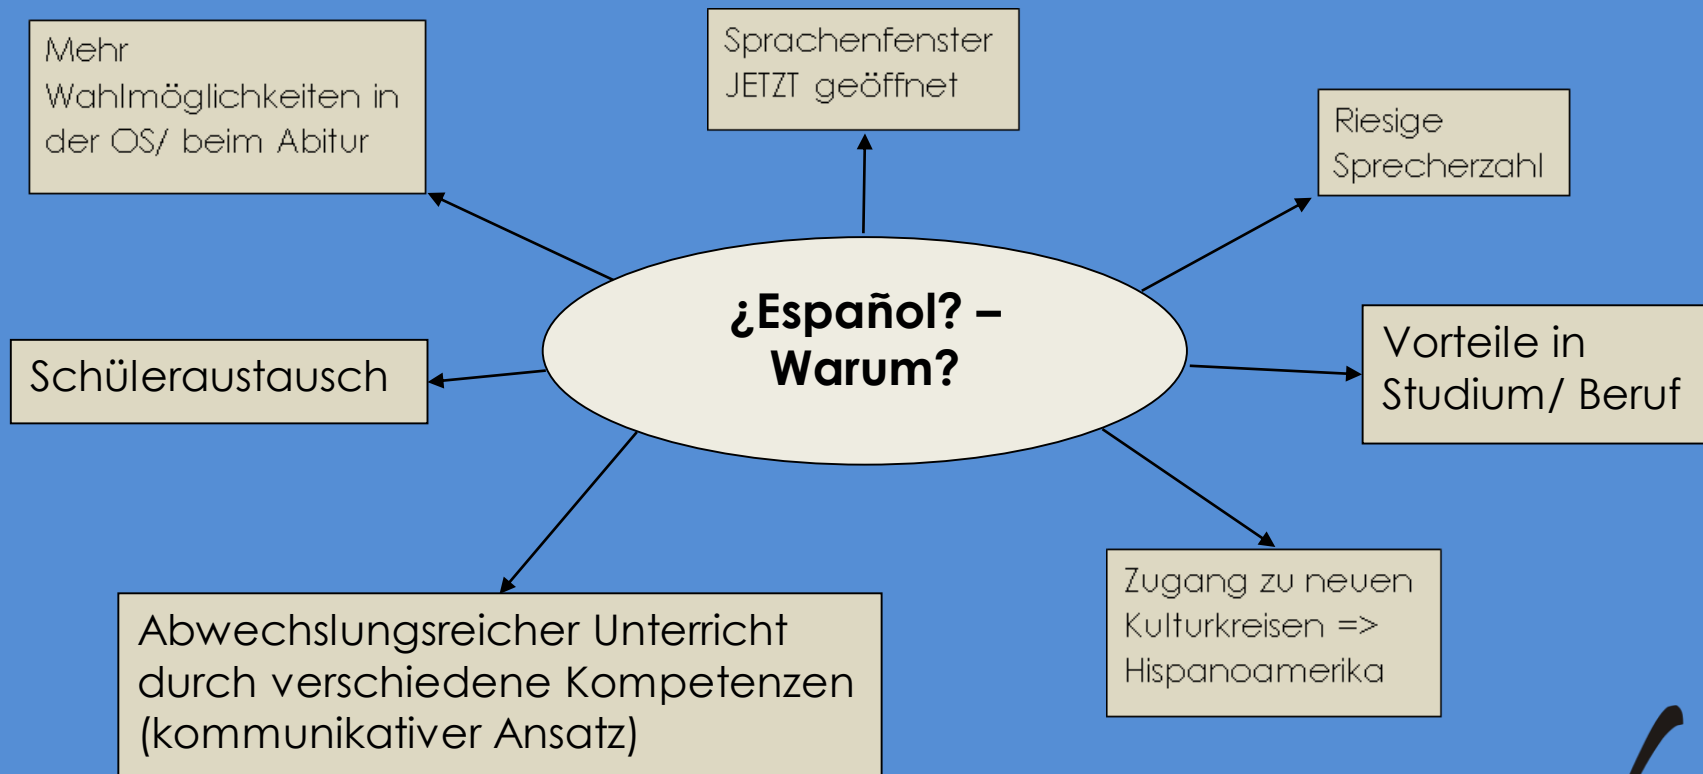 Mehr
Wahlmöglichkeiten in
der OS/ beim Abitur
Sprachenfenster
JETZT geöffnet
Riesige
Sprecherzahl
¿Español? –
Warum?
Schüleraustausch
Vorteile in
Studium/ Beruf
Abwechslungsreicher Unterricht
durch verschiedene Kompetenzen
(kommunikativer Ansatz)
Zugang zu neuen
Kulturkreisen =>
Hispanoamerika